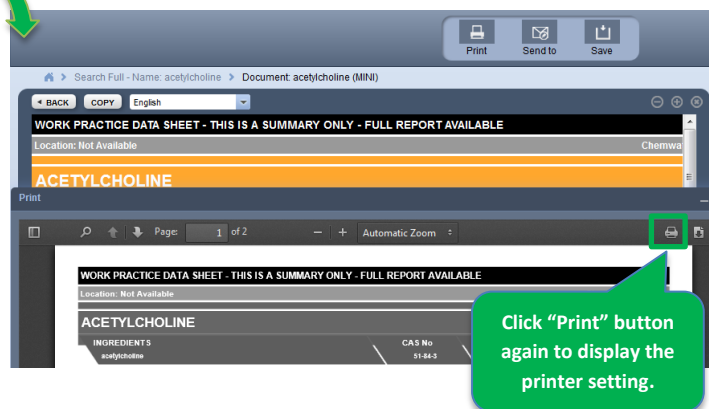 Print Send to Save
Search Full - Name: acetylcholine > Document: acetylcholine (MINI)
BACK COPY English
WORK PRACTICE DATA SHEET - THIS IS A SUMMARY ONLY - FULL REPORT AVAILABLE
Location: Not Available Chemwa
ACETYLCHOLINE
Print
Page: 1 of 2 Automatic Zoom
WORK PRACTICE DATA SHEET - THIS IS A SUMMARY ONLY - FULL REPORT AVAILABLE
Location: Not Available
ACETYLCHOLINE
INGREDIENTS CAS No
acetylcholine 51-84-3
Click “Print” button
again to display the
printer setting.